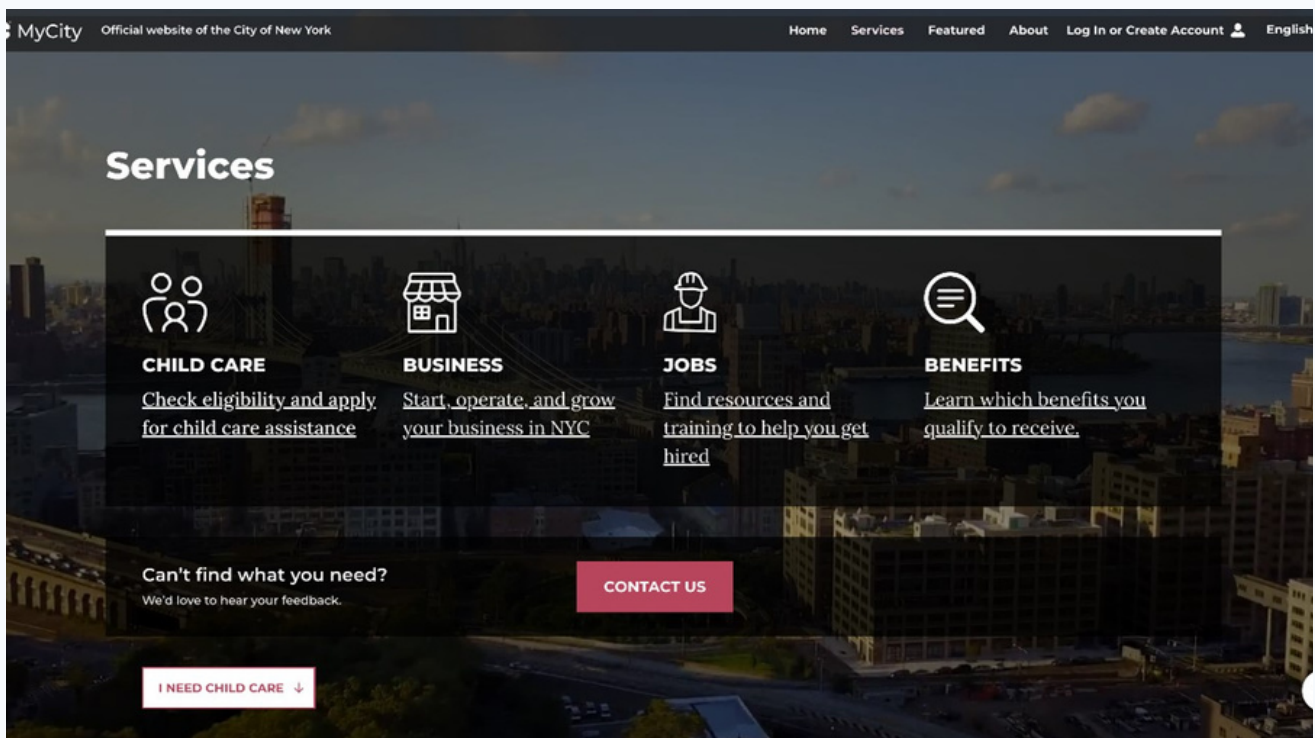 MyCity Official website of the City of New York Home Services Featured About Log In or Create Account English
Services
CHILD CARE
Check eligibility and apply
for child care assistance
BUSINESS
Start, operate, and grow
your business in NYC
JOBS
Find resources and
training to help you get
hired
BENEFITS
Learn which benefits you
qualify to receive.
Can't find what you need?
We'd love to hear your feedback.
CONTACT US
I NEED CHILD CARE ↓